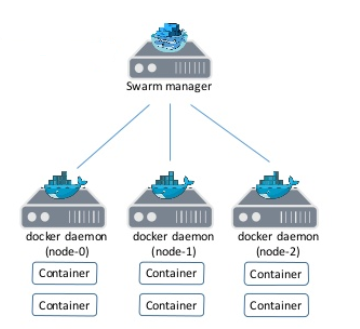 Swarm manager
docker daemon docker daemon docker daemon
(node-0) (node-1) (node-2)
Container Container Container
Container Container Container